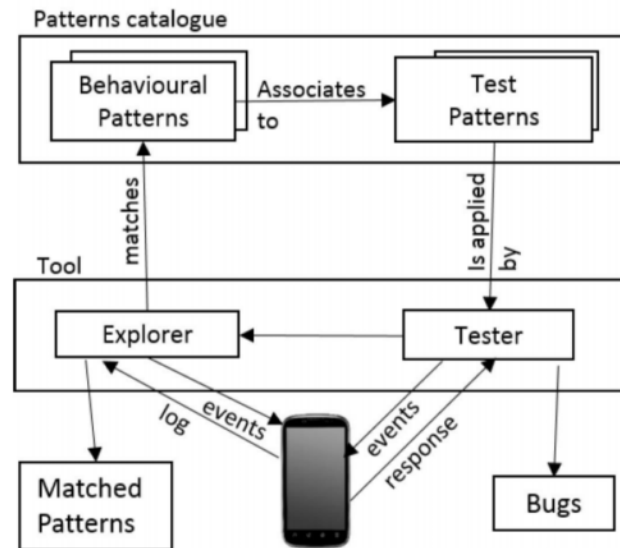 Patterns catalogue
Behavioural
Patterns
Associates
to
Test
Patterns
matches
Is applied
by
Tool
Explorer
Tester
events
log
events
response
Matched
Patterns
Bugs